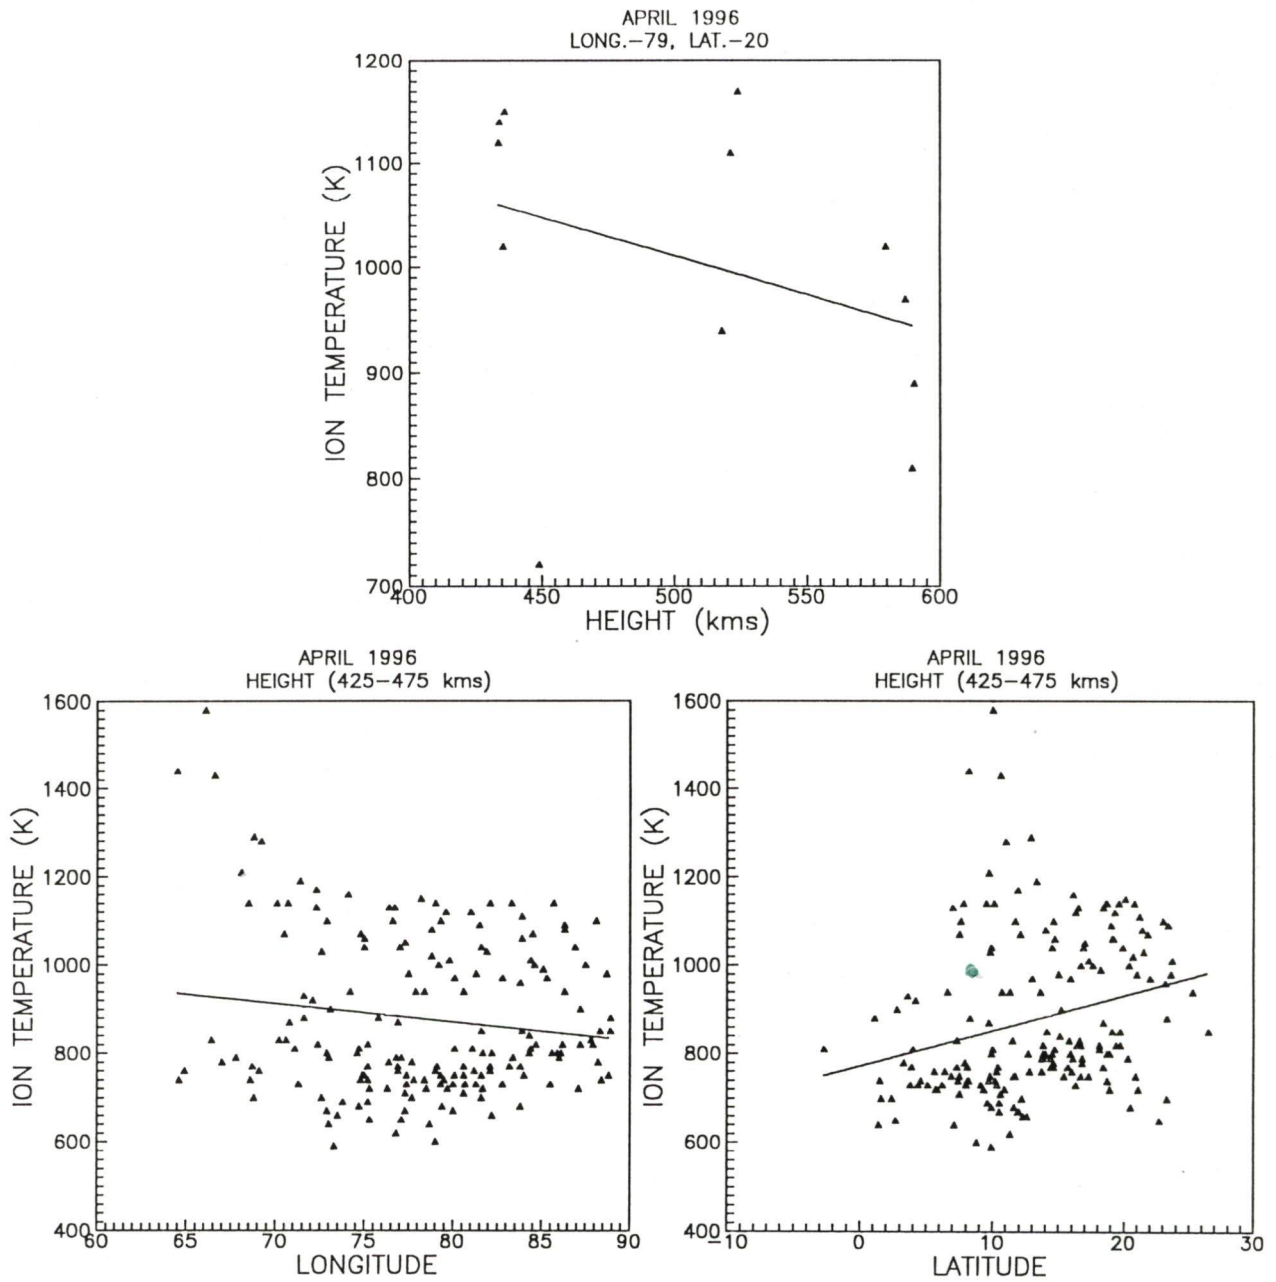 APRIL 1996
LONG.-79, LAT.-20
1200
1100
1000
900
800
700
ION TEMPERATURE (K)
400 450 500 550 600
HEIGHT (kms)
APRIL 1996
HEIGHT (425-475 kms)
1600
1400
1200
1000
800
600
400
ION TEMPERATURE (K)
60 65 70 75 80 85 90
LONGITUDE
APRIL 1996
HEIGHT (425-475 kms)
1600
1400
1200
1000
800
600
400
ION TEMPERATURE (K)
-10 0 10 20 30
LATITUDE